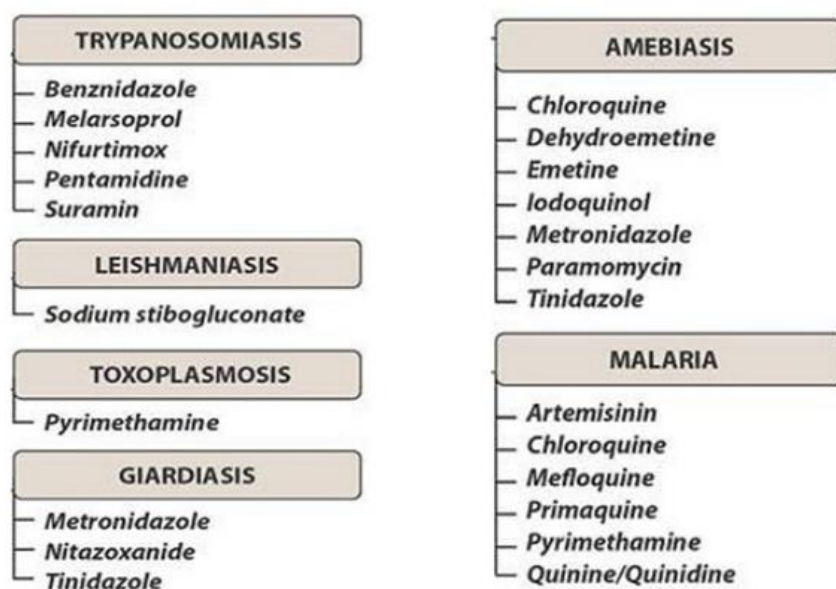 TRYPANOSOMIASIS
Benznidazole
Melarsoprol
Nifurtimox
Pentamidine
Suramin
LEISHMANIASIS
Sodium stibogluconate
TOXOPLASMOSIS
Pyrimethamine
GIARDIASIS
Metronidazole
Nitazoxanide
Tinidazole
AMEBIASIS
Chloroquine
Dehydroemetine
Emetine
Iodoquinol
Metronidazole
Paramomycin
Tinidazole
MALARIA
Artemisinin
Chloroquine
Mefloquine
Primaquine
Pyrimethamine
Quinine/Quinidine